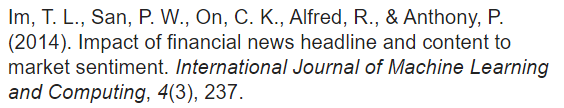 Im, T. L., San, P. W., On, C. K., Alfred, R., & Anthony, P.
(2014). Impact of financial news headline and content to
market sentiment. International Journal of Machine Learning
and Computing, 4(3), 237.